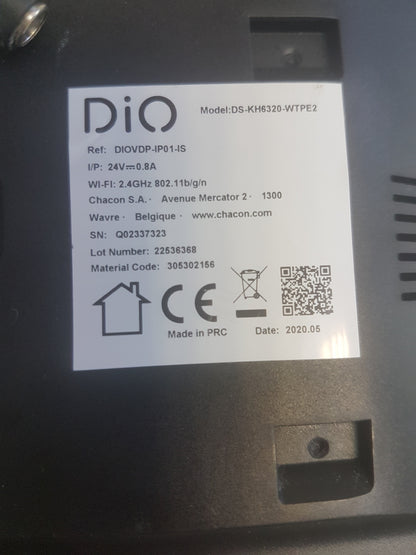 DiO
Model:DS-KH6320-WTPE2
Ref: DIOVDP-IP01-IS
I/P: 24V⎓0.8A
WI-FI: 2.4GHz 802.11b/g/n
Chacon S.A. · Avenue Mercator 2 · 1300
Wavre · Belgique · www.chacon.com
SN: Q02337323
Lot Number: 22536368
Material Code: 305302156
CE
Made in PRC Date: 2020.05